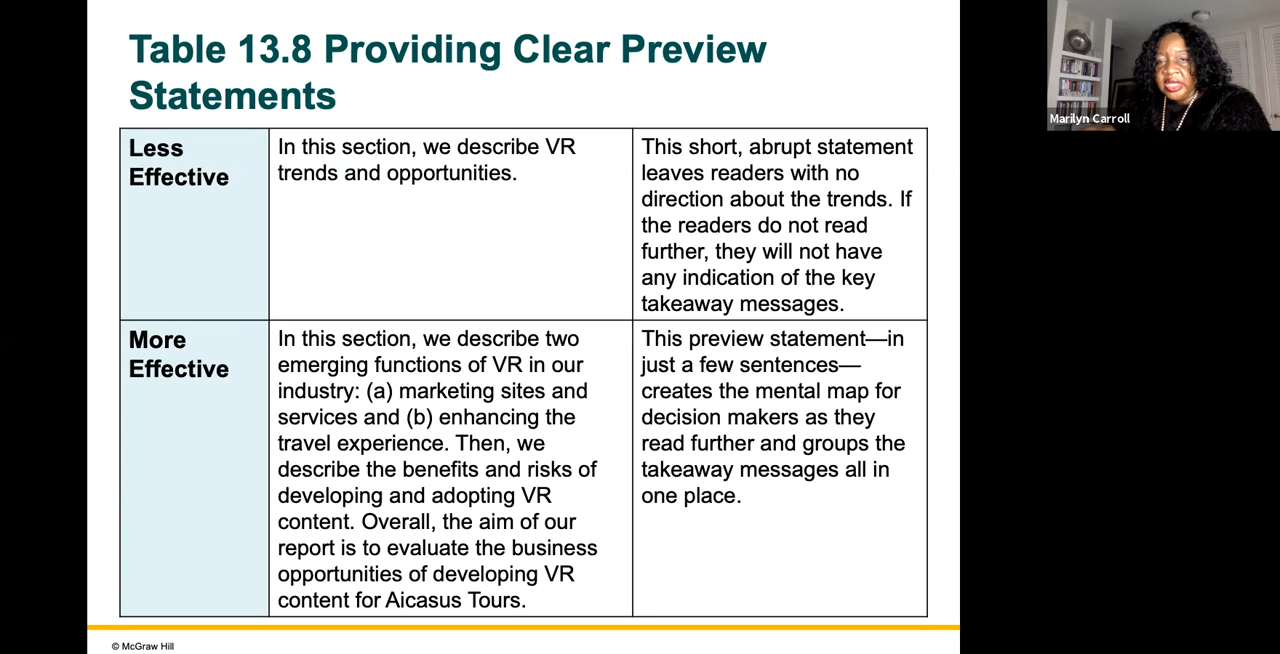 Table 13.8 Providing Clear Preview
Statements
Less
Effective
In this section, we describe VR
trends and opportunities.
This short, abrupt statement
leaves readers with no
direction about the trends. If
the readers do not read
further, they will not have
any indication of the key
takeaway messages.
More
Effective
In this section, we describe two
emerging functions of VR in our
industry: (a) marketing sites and
services and (b) enhancing the
travel experience. Then, we
describe the benefits and risks of
developing and adopting VR
content. Overall, the aim of our
report is to evaluate the business
opportunities of developing VR
content for Aicasus Tours.
This preview statement—in
just a few sentences—
creates the mental map for
decision makers as they
read further and groups the
takeaway messages all in
one place.
© McGraw Hill
Marilyn Carroll